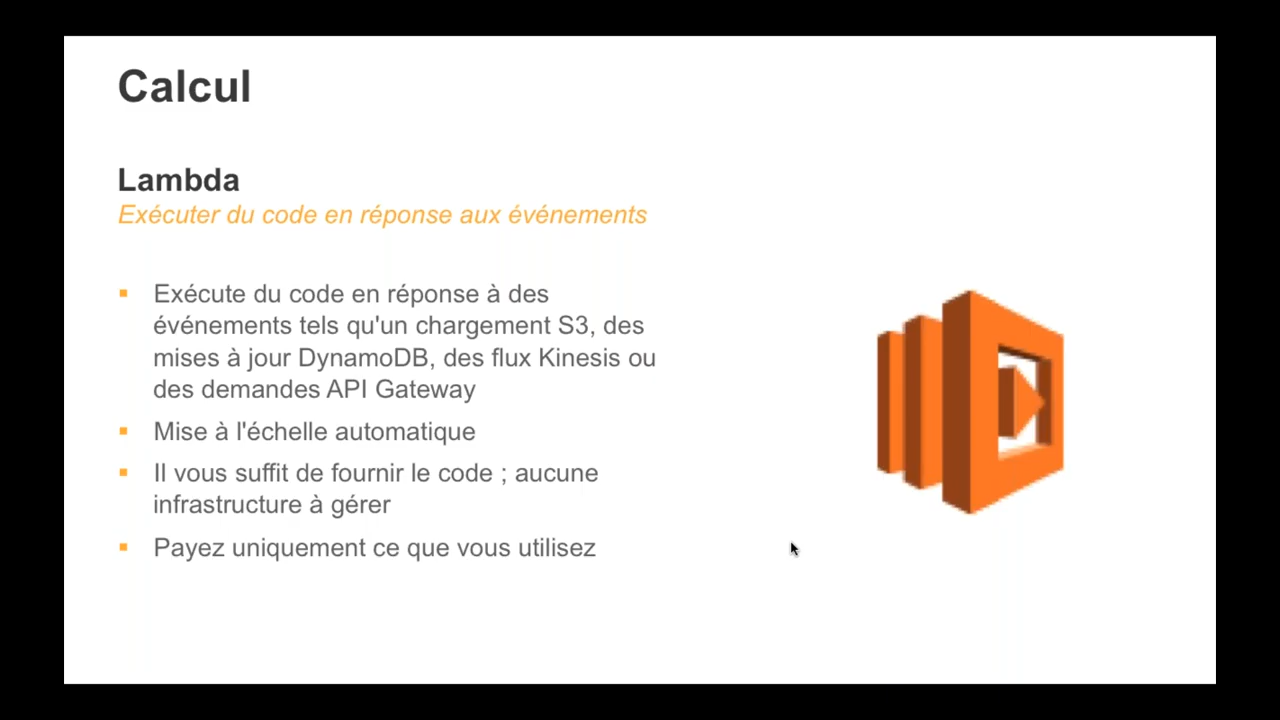 Calcul
Lambda
Exécuter du code en réponse aux événements
▪ Exécute du code en réponse à des
événements tels qu'un chargement S3, des
mises à jour DynamoDB, des flux Kinesis ou
des demandes API Gateway
▪ Mise à l'échelle automatique
▪ Il vous suffit de fournir le code ; aucune
infrastructure à gérer
▪ Payez uniquement ce que vous utilisez